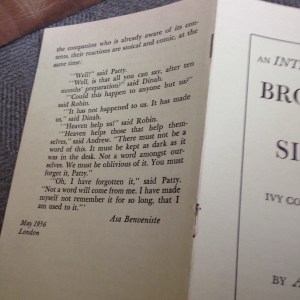 the companion who is already aware of its con-
tents, their reactions are stoical and comic, at the
same time.
'"Well?" said Patty.
'"Well, is that all you can say, after ten
months' preparation?" said Dinah.
'"Could this happen to anyone but us?"
said Robin.
'"It has not happened to us. It has made
us," said Dinah.
'"Heaven help us!" said Robin.
'"Heaven helps those that help them-
selves," said Andrew. "There must not be a
word of this. It must be kept as dark as it
was in the desk. Not a word amongst our-
selves. We must be oblivious of it. You must
forget it, Patty."
'"Oh, I have forgotten it," said Patty.
"Not a word will come from me. I have made
myself not remember it for so long, that I
am used to it."'
Asa Benveniste
May 1956
London
AN
BRO
SI
IVY CO
BY